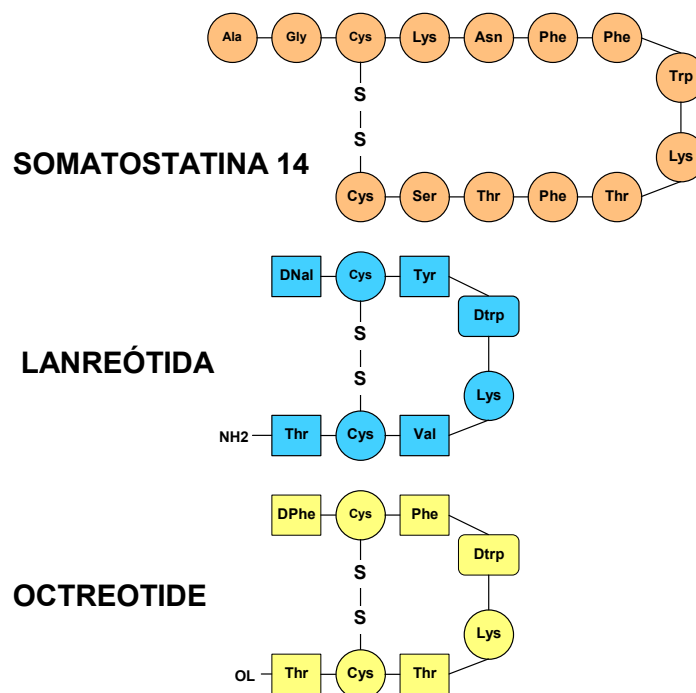 Ala Gly Cys Lys Asn Phe Phe
Trp
S
S
SOMATOSTATINA 14
Lys
Cys Ser Thr Phe Thr
DNal Cys Tyr
Dtrp
S
LANREÓTIDA
S
Lys
NH2 Thr Cys Val
DPhe Cys Phe
Dtrp
S
OCTREOTIDE
S
Lys
OL Thr Cys Thr